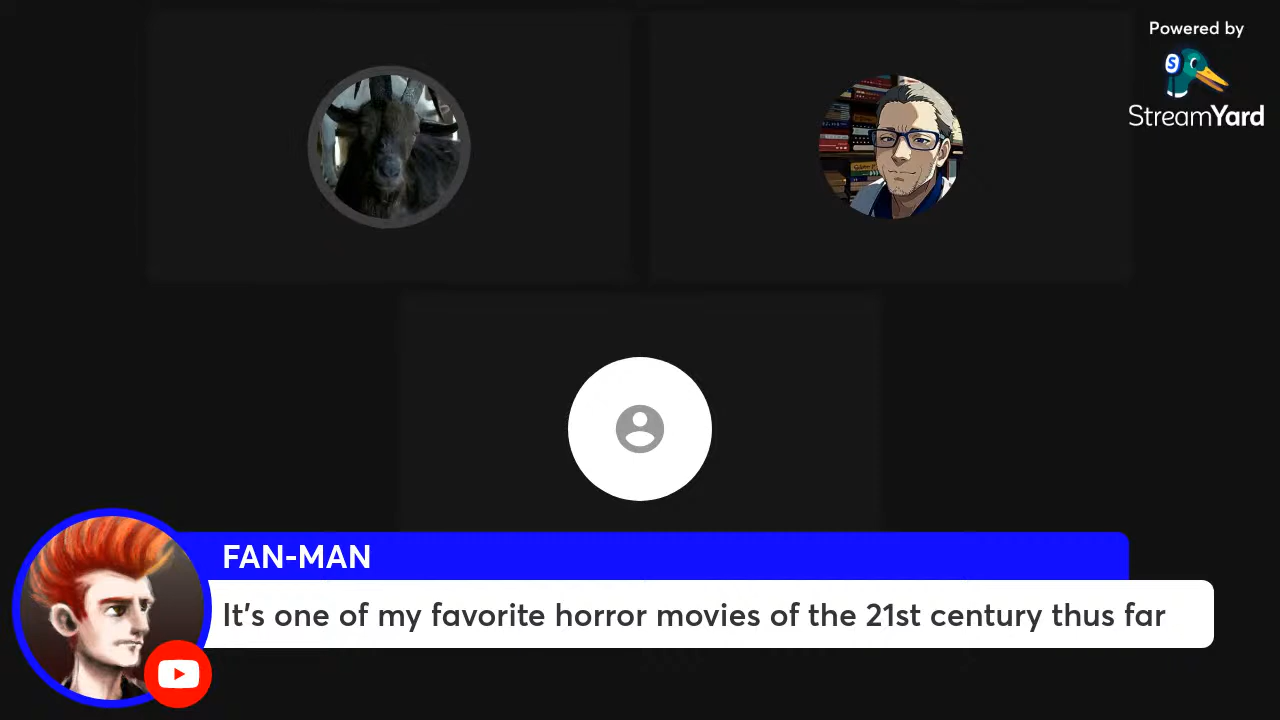 Powered by
StreamYard
FAN-MAN
It's one of my favorite horror movies of the 21st century thus far